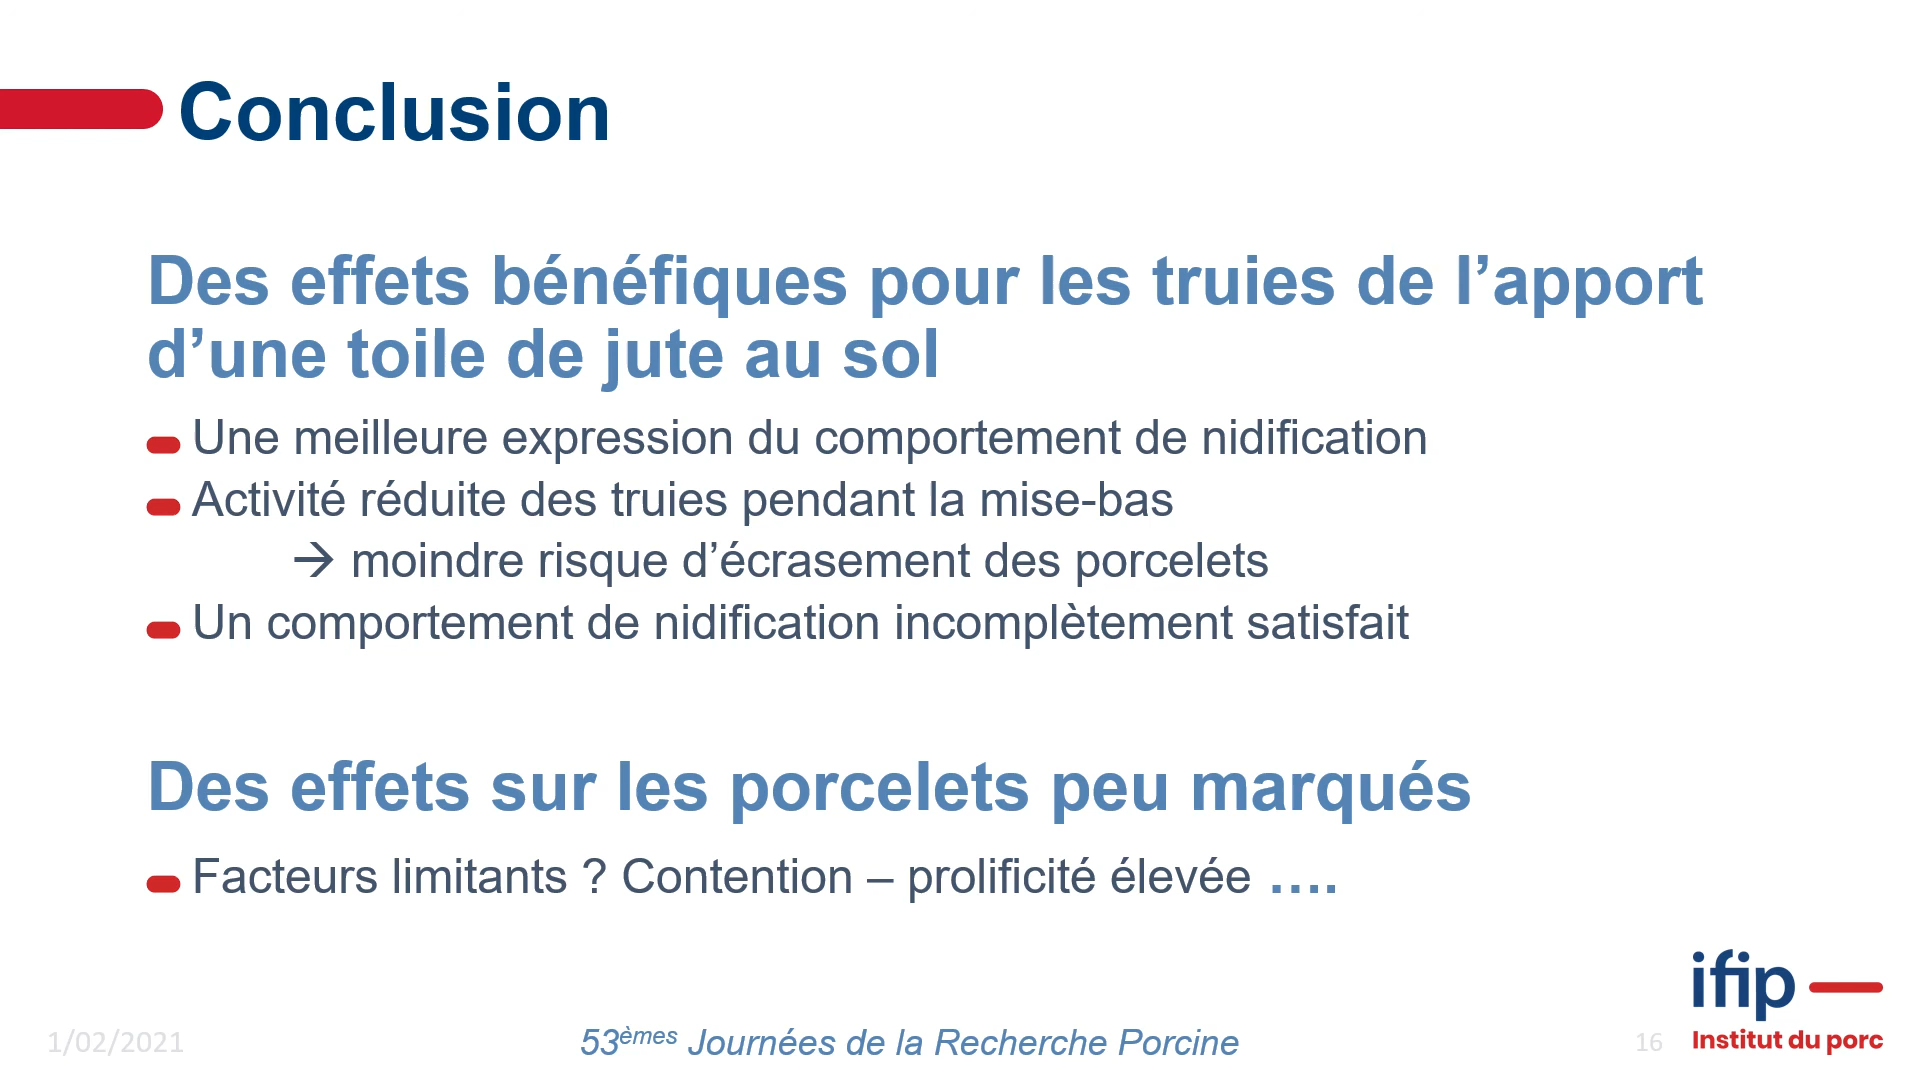 Conclusion
Des effets bénéfiques pour les truies de l’apport
d’une toile de jute au sol
Une meilleure expression du comportement de nidification
Activité réduite des truies pendant la mise-bas
→ moindre risque d’écrasement des porcelets
Un comportement de nidification incomplètement satisfait
Des effets sur les porcelets peu marqués
Facteurs limitants ? Contention – prolificité élevée ….
ifip
Institut du porc
1/02/2021
53èmes Journées de la Recherche Porcine
16